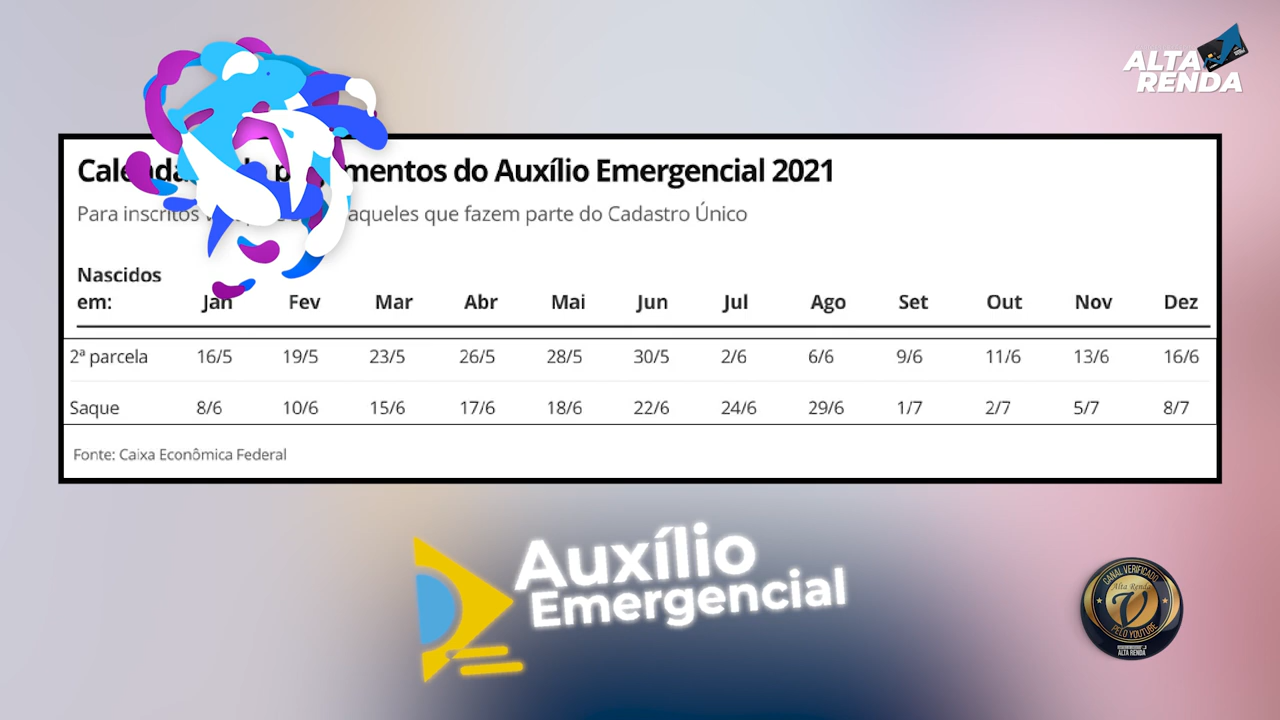 ALTA
RENDA
do Auxílio Emergencial 2021
Para inscritos aqueles que fazem parte do Cadastro Único
Nascidos
em: Jan Fev Mar Abr Mai Jun Jul Ago Set Out Nov Dez
2ª parcela 16/5 19/5 23/5 26/5 28/5 30/5 2/6 6/6 9/6 11/6 13/6 16/6
Saque 8/6 10/6 15/6 17/6 18/6 22/6 24/6 29/6 1/7 2/7 5/7 8/7
Fonte: Caixa Econômica Federal
Auxílio
Emergencial
CANAL VERIFICADO
Alta Renda
V
PELO YOUTUBE
ALTA RENDA